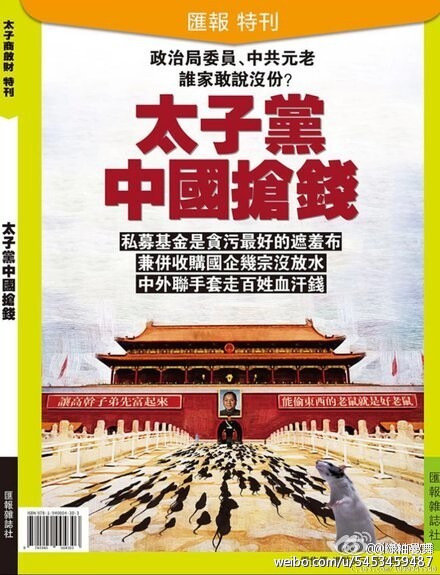 太子商啟財 特刊
太子黨中國搶錢
匯報雜誌社
匯報 特刊
政治局委員、中共元老
誰家敢說沒份?
太子黨
中國搶錢
私募基金是貪污最好的遮羞布
兼併收購國企幾宗沒放水
中外聯手套走百姓血汗錢
讓高幹子弟先富起來
能偷東西的老鼠就是好老鼠
匯報雜誌社
weibo.com/u/5453459487